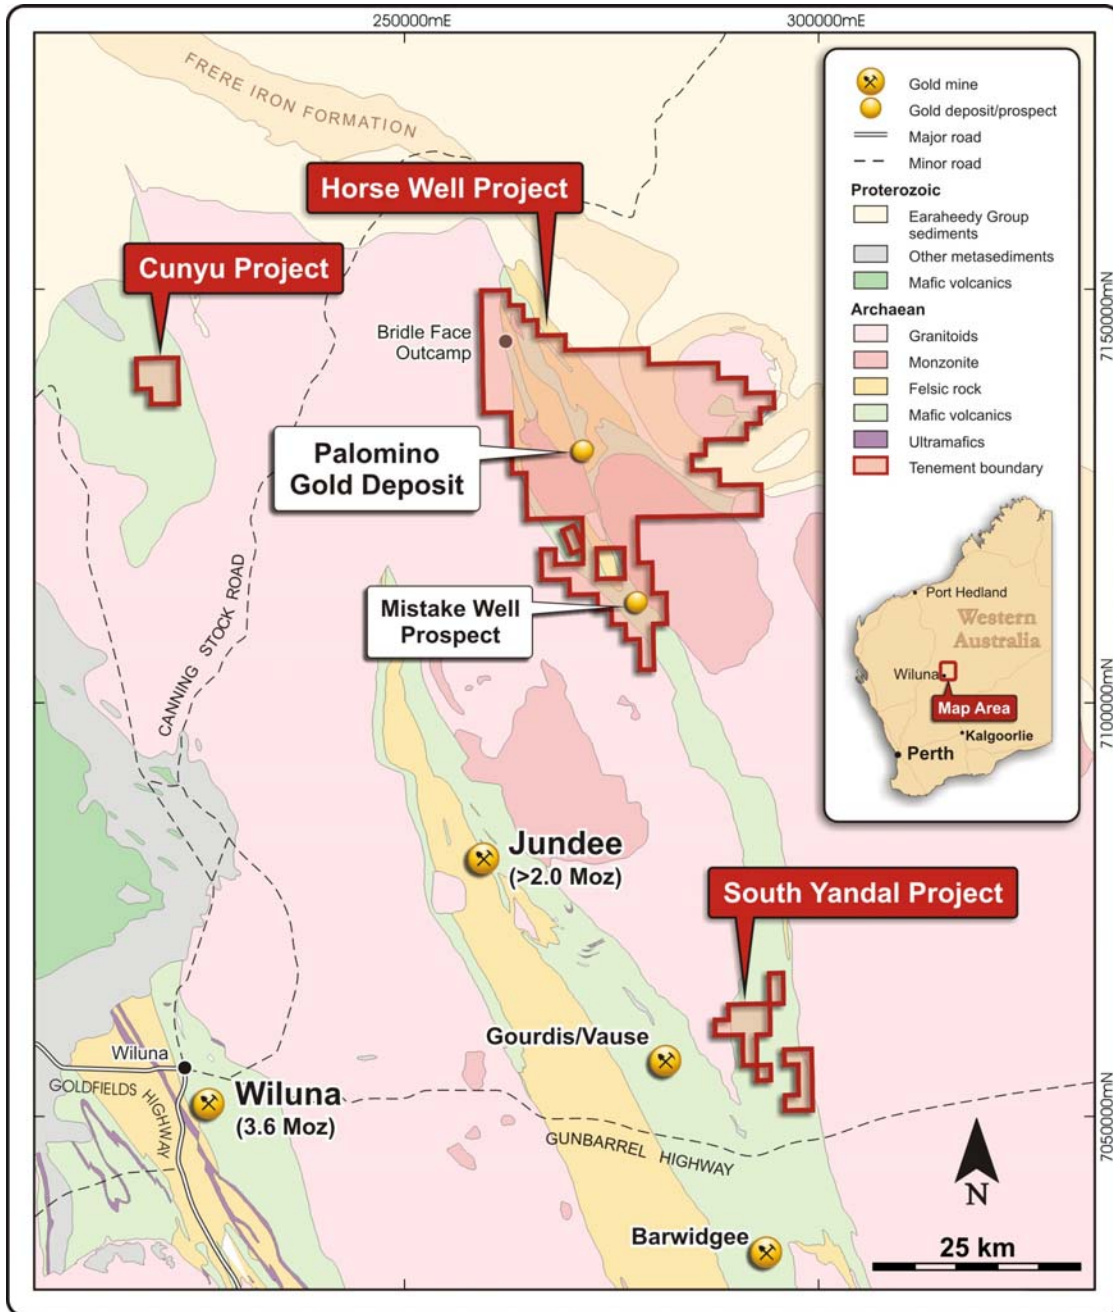 250000mE
300000mE
FRERE IRON FORMATION
Horse Well Project
Cunyu Project
Bridle Face
Outcamp
7150000mN
Palomino
Gold Deposit
Mistake Well
Prospect
CANNING STOCK ROAD
7100000mN
Jundee
(>2.0 Moz)
South Yandal Project
Gourdis/Vause
Wiluna
GOLDFIELDS HIGHWAY
Wiluna
(3.6 Moz)
GUNBARREL HIGHWAY
7050000mN
Barwidgee
N
25 km
Gold mine
Gold deposit/prospect
Major road
Minor road
Proterozoic
Earaheedy Group
sediments
Other metasediments
Mafic volcanics
Archaean
Granitoids
Monzonite
Felsic rock
Mafic volcanics
Ultramafics
Tenement boundary
Port Hedland
Western
Australia
Wiluna
Map Area
Kalgoorlie
Perth